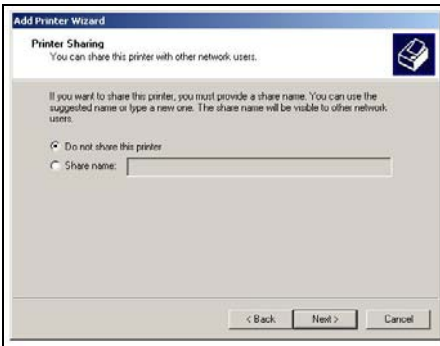 Add Printer Wizard
Printer Sharing
You can share this printer with other network users.
If you want to share this printer, you must provide a share name. You can use the
suggested name or type a new one. The share name will be visible to other network
users.
Do not share this printer
Share name:
< Back
Next >
Cancel